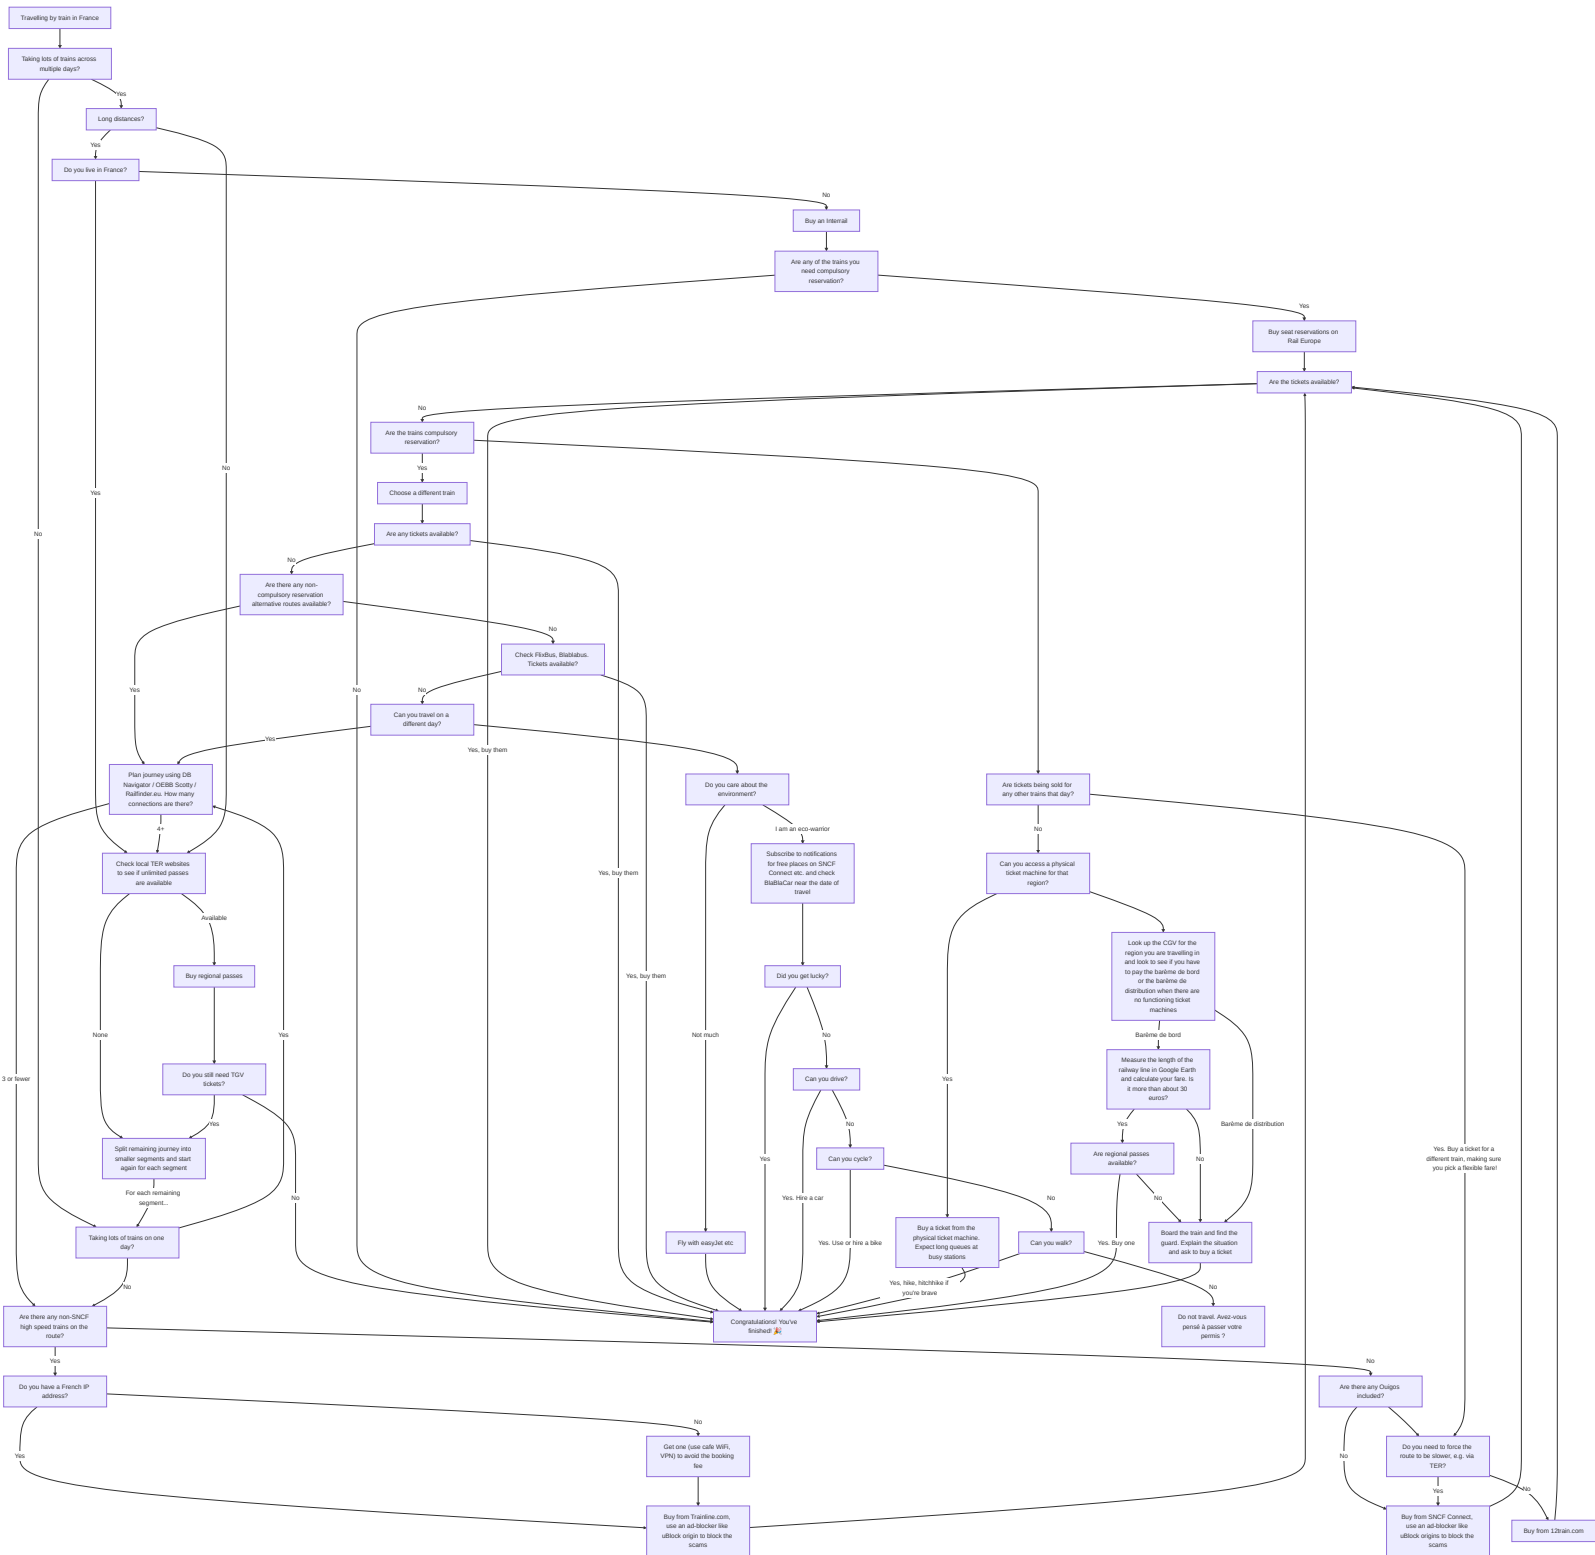 Travelling by train in France
Taking lots of trains across
multiple days?
Yes
Long distances?
Yes
Do you live in France?
No
Buy an Interrail
Are any of the trains you
need compulsory
reservation?
Yes
Buy seat reservations on
Rail Europe
Are the tickets available?
No
Are the trains compulsory
reservation?
Yes
No
Choose a different train
Yes
No
Are any tickets available?
No
Are there any non-
compulsory reservation
alternative routes available?
No
Check FlixBus, Blablabus.
Tickets available?
Yes
No
No
Can you travel on a
different day?
Yes
Yes, buy them
Plan journey using DB
Navigator / OEBB Scotty /
Railfinder.eu. How many
connections are there?
Do you care about the
environment?
Are tickets being sold for
any other trains that day?
4+
I am an eco-warrior
No
Check local TER websites
to see if unlimited passes
are available
Subscribe to notifications
for free places on SNCF
Connect etc. and check
BlaBlaCar near the date of
travel
Can you access a physical
ticket machine for that
region?
Yes, buy them
Available
Look up the CGV for the
region you are travelling in
and look to see if you have
to pay the barème de bord
or the barème de
distribution when there are
no functioning ticket
machines
Buy regional passes
Yes, buy them
Did you get lucky?
None
Yes
Not much
No
Barème de bord
3 or fewer
Do you still need TGV
tickets?
Can you drive?
Yes
Measure the length of the
railway line in Google Earth
and calculate your fare. Is
it more than about 30
euros?
Yes
No
Yes
Barème de distribution
Split remaining journey into
smaller segments and start
again for each segment
Yes
Can you cycle?
Are regional passes
available?
No
Yes. Buy a ticket for a
different train, making sure
you pick a flexible fare!
For each remaining
segment...
No
Yes. Hire a car
No
No
Taking lots of trains on one
day?
Fly with easyJet etc
Yes. Use or hire a bike
Buy a ticket from the
physical ticket machine.
Expect long queues at
busy stations
Can you walk?
Yes. Buy one
Board the train and find the
guard. Explain the situation
and ask to buy a ticket
No
Yes, hike, hitchhike if
you're brave
No
Are there any non-SNCF
high speed trains on the
route?
Congratulations! You've
finished! 🎉
Do not travel. Avez-vous
pensé à passer votre
permis ?
Yes
No
Do you have a French IP
address?
Are there any Ouigos
included?
No
Yes
Get one (use cafe WiFi,
VPN) to avoid the booking
fee
No
Do you need to force the
route to be slower, e.g. via
TER?
Yes
No
Buy from Trainline.com,
use an ad-blocker like
uBlock origin to block the
scams
Buy from SNCF Connect,
use an ad-blocker like
uBlock origins to block the
scams
Buy from 12train.com